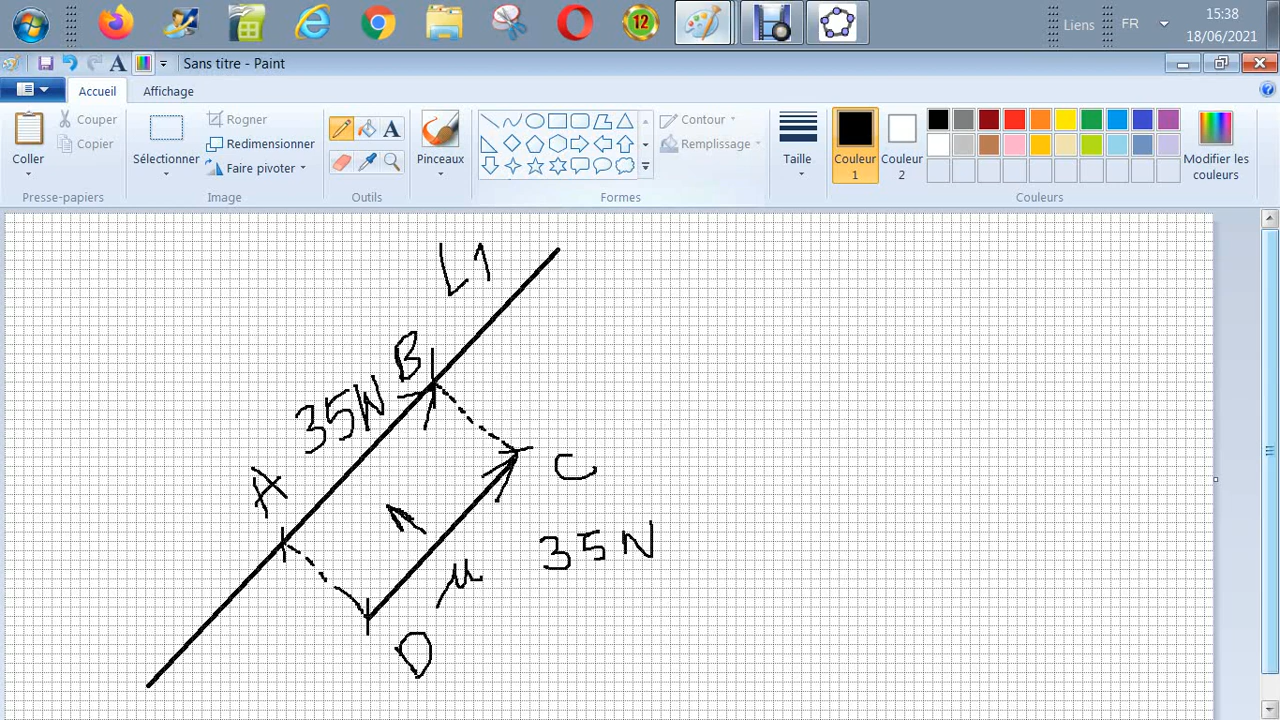 12
Liens
FR
15:38
18/06/2021
Sans titre - Paint
Accueil
Affichage
Coller
Couper
Copier
Presse-papiers
Sélectionner
Rogner
Redimensionner
Faire pivoter
Image
A
Outils
Pinceaux
Contour
Remplissage
Formes
Taille
Couleur
1
Couleur
2
Modifier les
couleurs
Couleurs
L1
B
35N
A
C
35N
μ
D